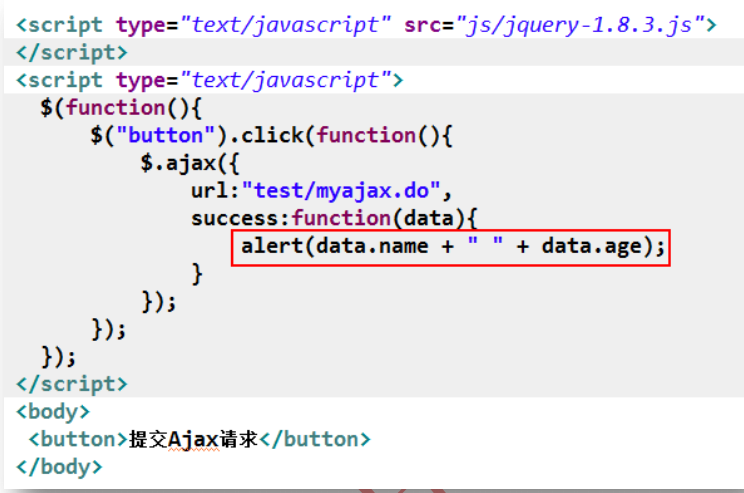 <script type="text/javascript" src="js/jquery-1.8.3.js">
</script>
<script type="text/javascript">
  $(function(){
      $("button").click(function(){
          $.ajax({
              url:"test/myajax.do",
              success:function(data){
                  alert(data.name + " " + data.age);
              }
          });
      });
  });
</script>
<body>
 <button>提交Ajax请求</button>
</body>